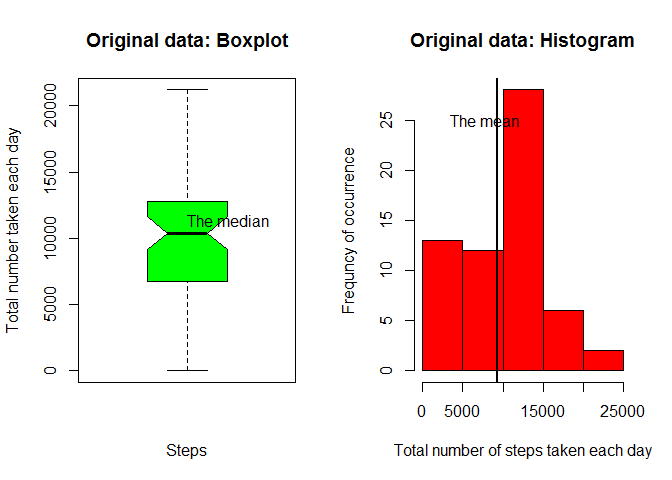 Original data: Boxplot
Total number taken each day
20000
15000
10000
5000
0
The median
Steps
Original data: Histogram
Frequncy of occurrence
25
20
15
10
5
0
The mean
0 5000 15000 25000
Total number of steps taken each day